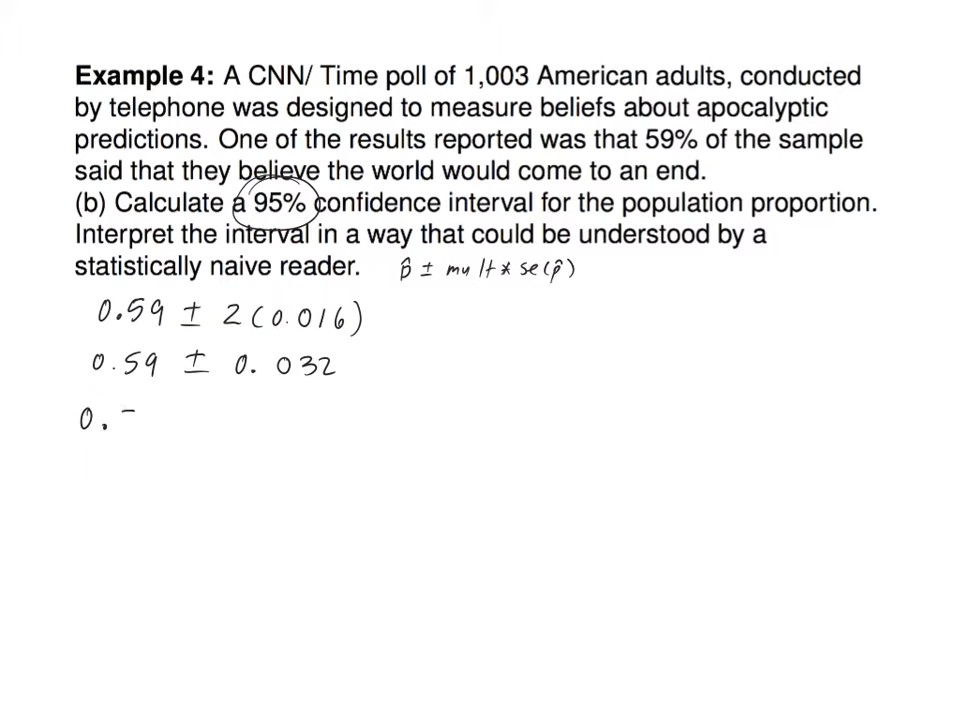 Example 4: A CNN/ Time poll of 1,003 American adults, conducted
by telephone was designed to measure beliefs about apocalyptic
predictions. One of the results reported was that 59% of the sample
said that they believe the world would come to an end.
(b) Calculate a 95% confidence interval for the population proportion.
Interpret the interval in a way that could be understood by a
statistically naive reader. p̂ ± mult * se(p̂)
0.59 ± 2(0.016)
0.59 ± 0.032
0.